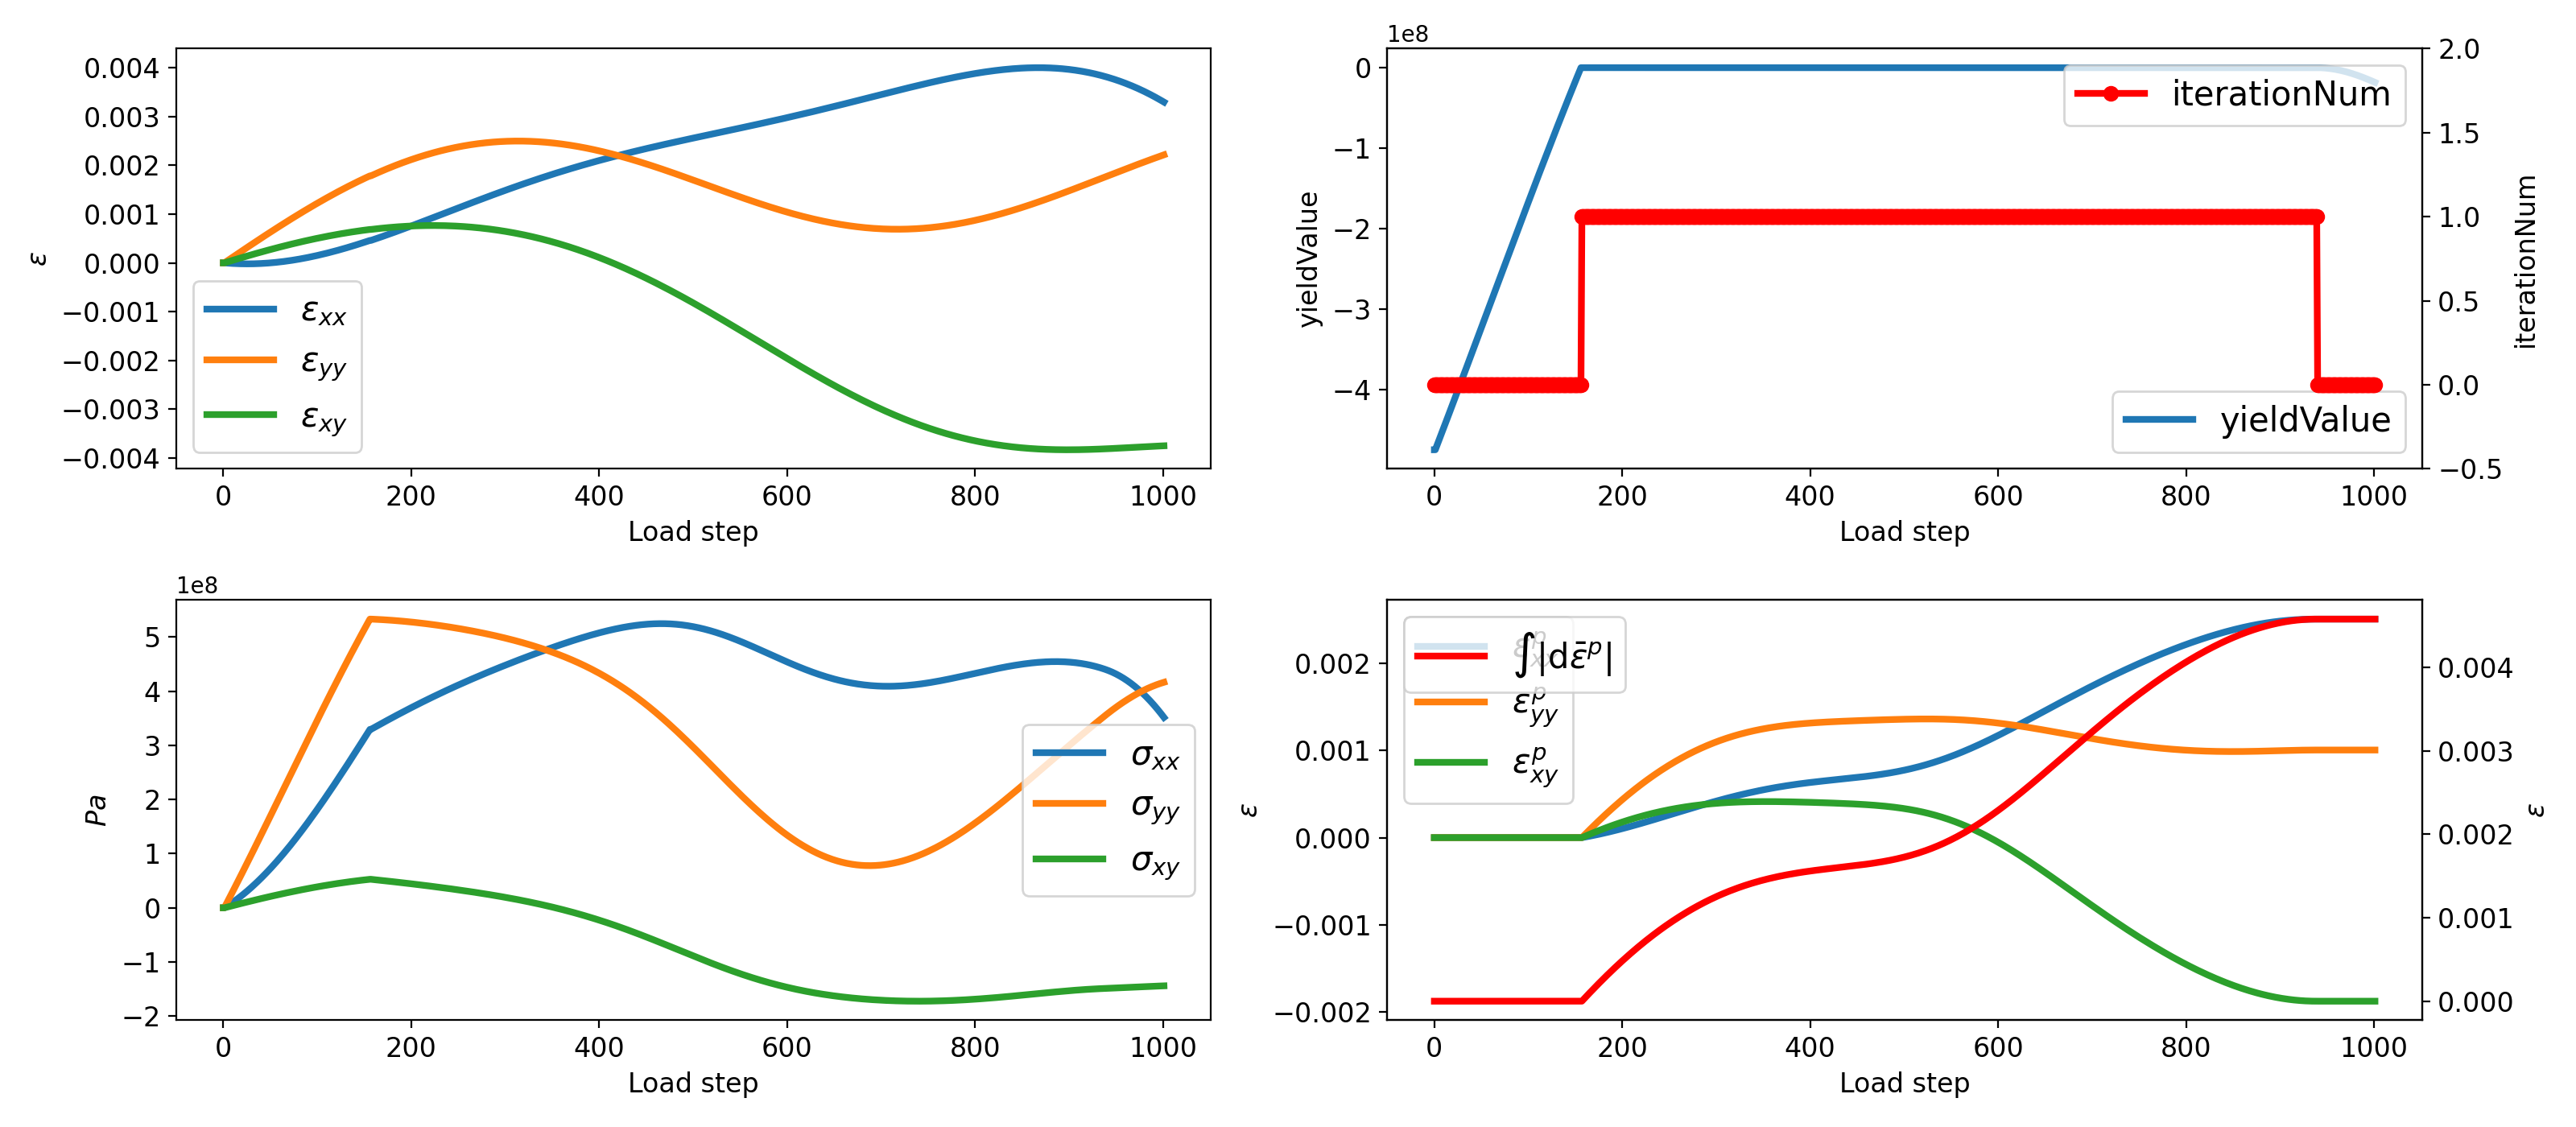 0.004
0.003
0.002
0.001
0.000
−0.001
−0.002
−0.003
−0.004
ε
ε_xx
ε_yy
ε_xy
0 200 400 600 800 1000
Load step
1e8
0
−1
−2
−3
−4
yieldValue
iterationNum
yieldValue
2.0
1.5
1.0
0.5
0.0
−0.5
iterationNum
0 200 400 600 800 1000
Load step
1e8
5
4
3
2
1
0
−1
−2
Pa
σ_xx
σ_yy
σ_xy
0 200 400 600 800 1000
Load step
0.002
0.001
0.000
−0.001
−0.002
ε
ε^p_xx
∫|dε̄^p|
ε^p_yy
ε^p_xy
0.004
0.003
0.002
0.001
0.000
ε
0 200 400 600 800 1000
Load step